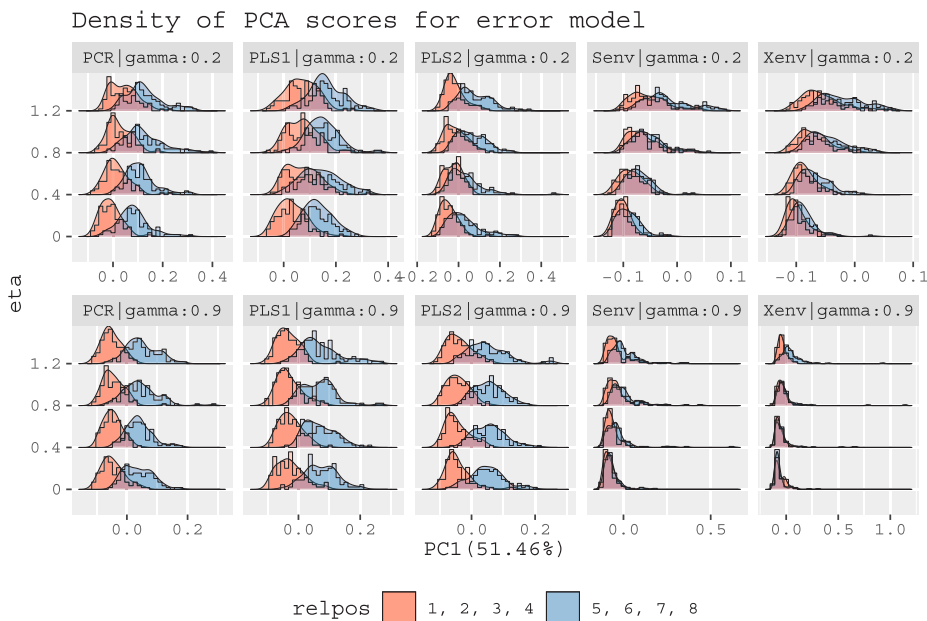 Density of PCA scores for error model
PCR|gamma:0.2 PLS1|gamma:0.2 PLS2|gamma:0.2 Senv|gamma:0.2 Xenv|gamma:0.2
1.2
0.8
0.4
0
0.0 0.2 0.4 0.0 0.2 0.4 -0.2 0.0 0.2 0.4 -0.1 0.0 0.1 -0.1 0.0 0.1
eta
PCR|gamma:0.9 PLS1|gamma:0.9 PLS2|gamma:0.9 Senv|gamma:0.9 Xenv|gamma:0.9
1.2
0.8
0.4
0
0.0 0.2 0.0 0.2 0.0 0.2 0.0 0.5 0.0 0.5 1.0
PC1(51.46%)
relpos 1, 2, 3, 4 5, 6, 7, 8